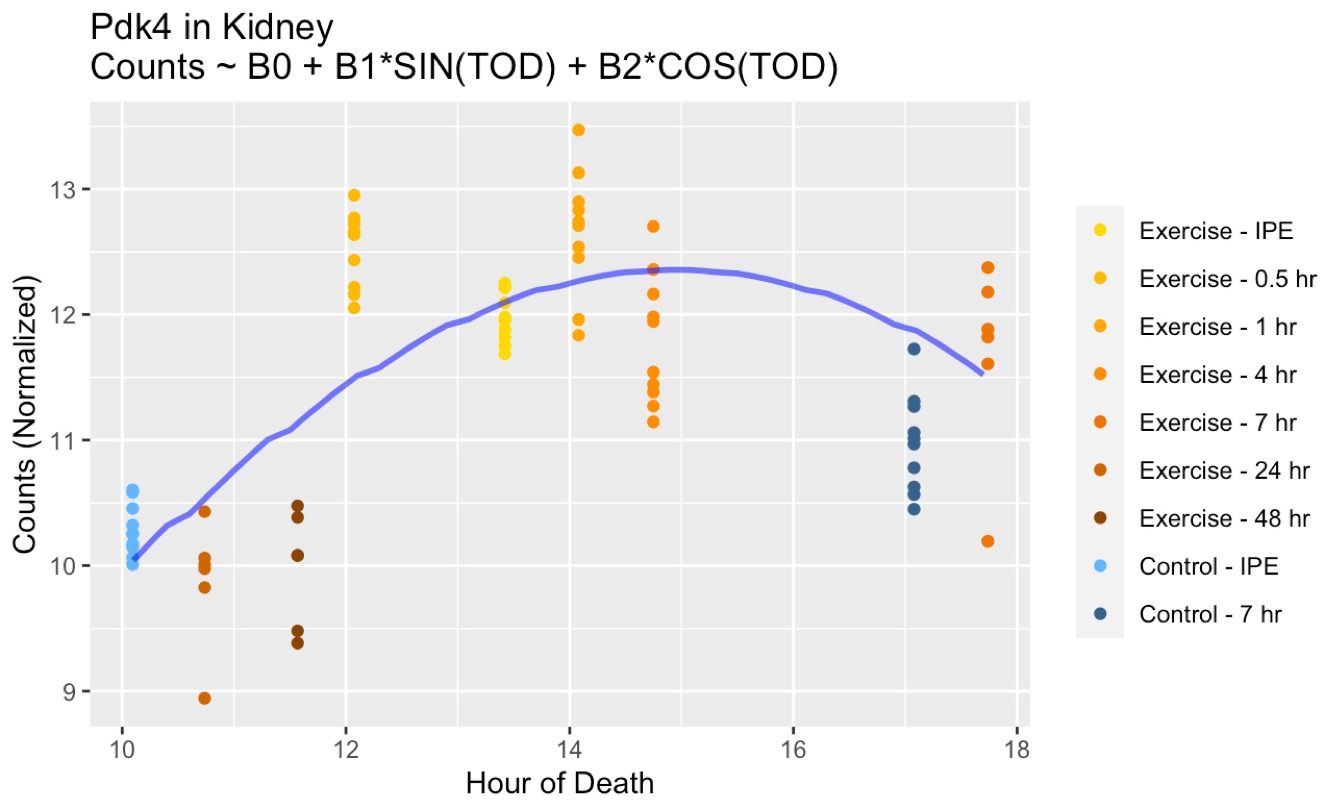 Pdk4 in Kidney
Counts ~ B0 + B1*SIN(TOD) + B2*COS(TOD)
Counts (Normalized)
13
12
11
10
9
10 12 14 16 18
Hour of Death
Exercise - IPE
Exercise - 0.5 hr
Exercise - 1 hr
Exercise - 4 hr
Exercise - 7 hr
Exercise - 24 hr
Exercise - 48 hr
Control - IPE
Control - 7 hr